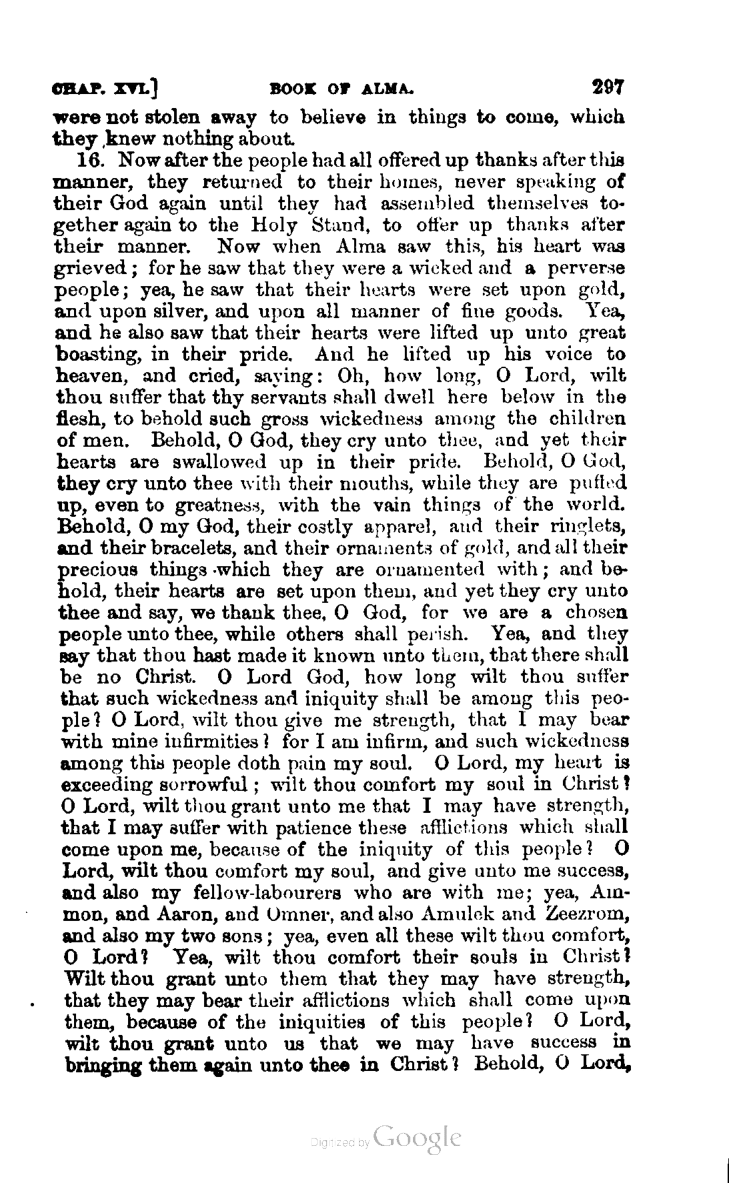 CHAP. XVI.] BOOK OF ALMA. 297
were not stolen away to believe in things to come, which
they knew nothing about.
16. Now after the people had all offered up thanks after this
manner, they returned to their homes, never speaking of
their God again until they had assembled themselves to-
gether again to the Holy Stand, to offer up thanks after
their manner. Now when Alma saw this, his heart was
grieved; for he saw that they were a wicked and a perverse
people; yea, he saw that their hearts were set upon gold,
and upon silver, and upon all manner of fine goods. Yea,
and he also saw that their hearts were lifted up unto great
boasting, in their pride. And he lifted up his voice to
heaven, and cried, saying: Oh, how long, O Lord, wilt
thou suffer that thy servants shall dwell here below in the
flesh, to behold such gross wickedness among the children
of men. Behold, O God, they cry unto thee, and yet their
hearts are swallowed up in their pride. Behold, O God,
they cry unto thee with their mouths, while they are puffed
up, even to greatness, with the vain things of the world.
Behold, O my God, their costly apparel, and their ringlets,
and their bracelets, and their ornaments of gold, and all their
precious things which they are ornamented with; and be-
hold, their hearts are set upon them, and yet they cry unto
thee and say, we thank thee, O God, for we are a chosen
people unto thee, while others shall perish. Yea, and they
say that thou hast made it known unto them, that there shall
be no Christ. O Lord God, how long wilt thou suffer
that such wickedness and iniquity shall be among this peo-
ple? O Lord, wilt thou give me strength, that I may bear
with mine infirmities? for I am infirm, and such wickedness
among this people doth pain my soul. O Lord, my heart is
exceeding sorrowful; wilt thou comfort my soul in Christ?
O Lord, wilt thou grant unto me that I may have strength,
that I may suffer with patience these afflictions which shall
come upon me, because of the iniquity of this people? O
Lord, wilt thou comfort my soul, and give unto me success,
and also my fellow-labourers who are with me; yea, Am-
mon, and Aaron, and Omner, and also Amulek and Zeezrom,
and also my two sons; yea, even all these wilt thou comfort,
O Lord? Yea, wilt thou comfort their souls in Christ?
Wilt thou grant unto them that they may have strength,
that they may bear their afflictions which shall come upon
them, because of the iniquities of this people? O Lord,
wilt thou grant unto us that we may have success in
bringing them again unto thee in Christ? Behold, O Lord,
Digitized by Google